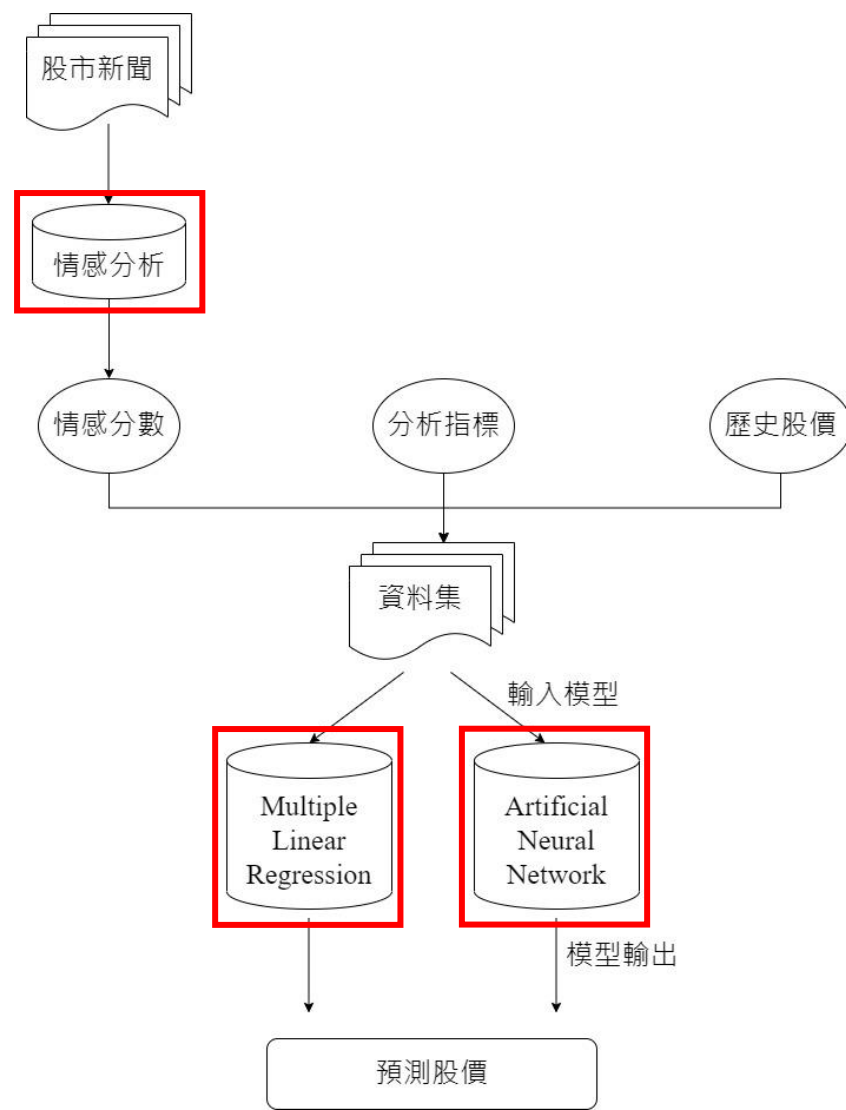 股市新聞
情感分析
情感分數
分析指標
歷史股價
資料集
輸入模型
Multiple
Linear
Regression
Artificial
Neural
Network
模型輸出
預測股價